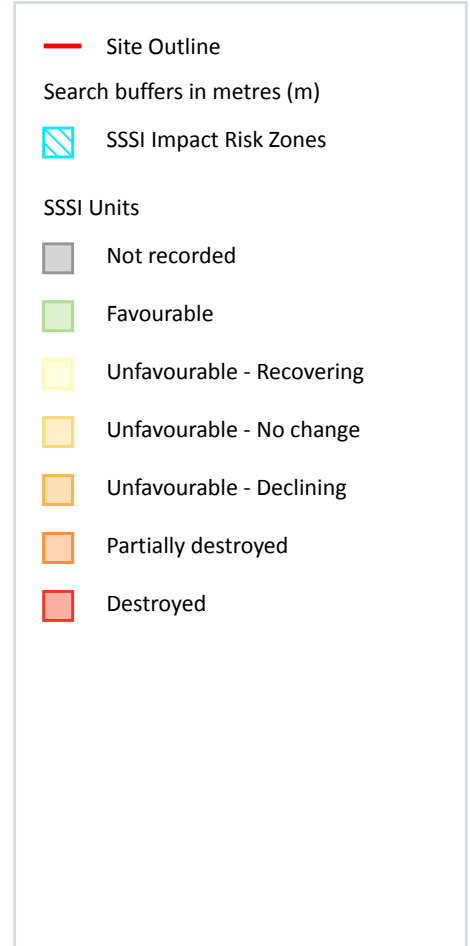 Site Outline
Search buffers in metres (m)
SSSI Impact Risk Zones
SSSI Units
Not recorded
Favourable
Unfavourable - Recovering
Unfavourable - No change
Unfavourable - Declining
Partially destroyed
Destroyed